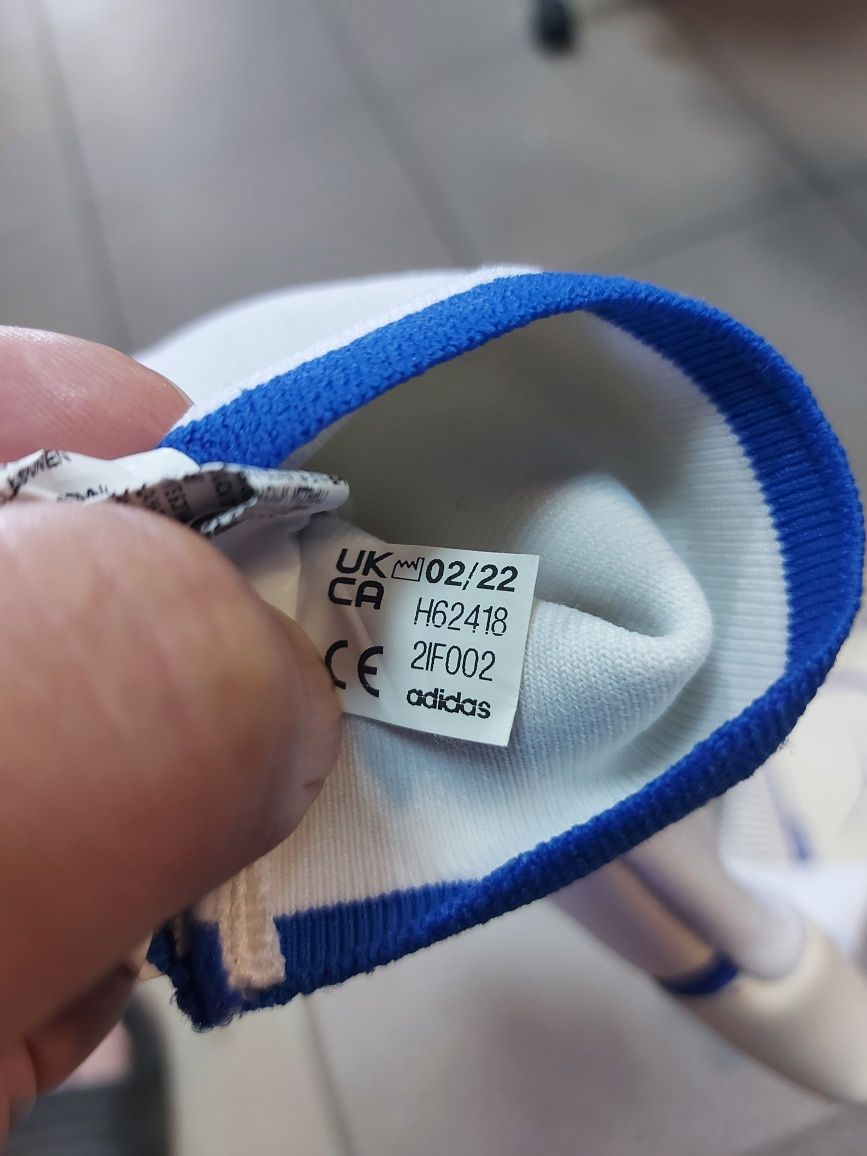 UK
CA
02/22
H62418
CE
2IF002
adidas